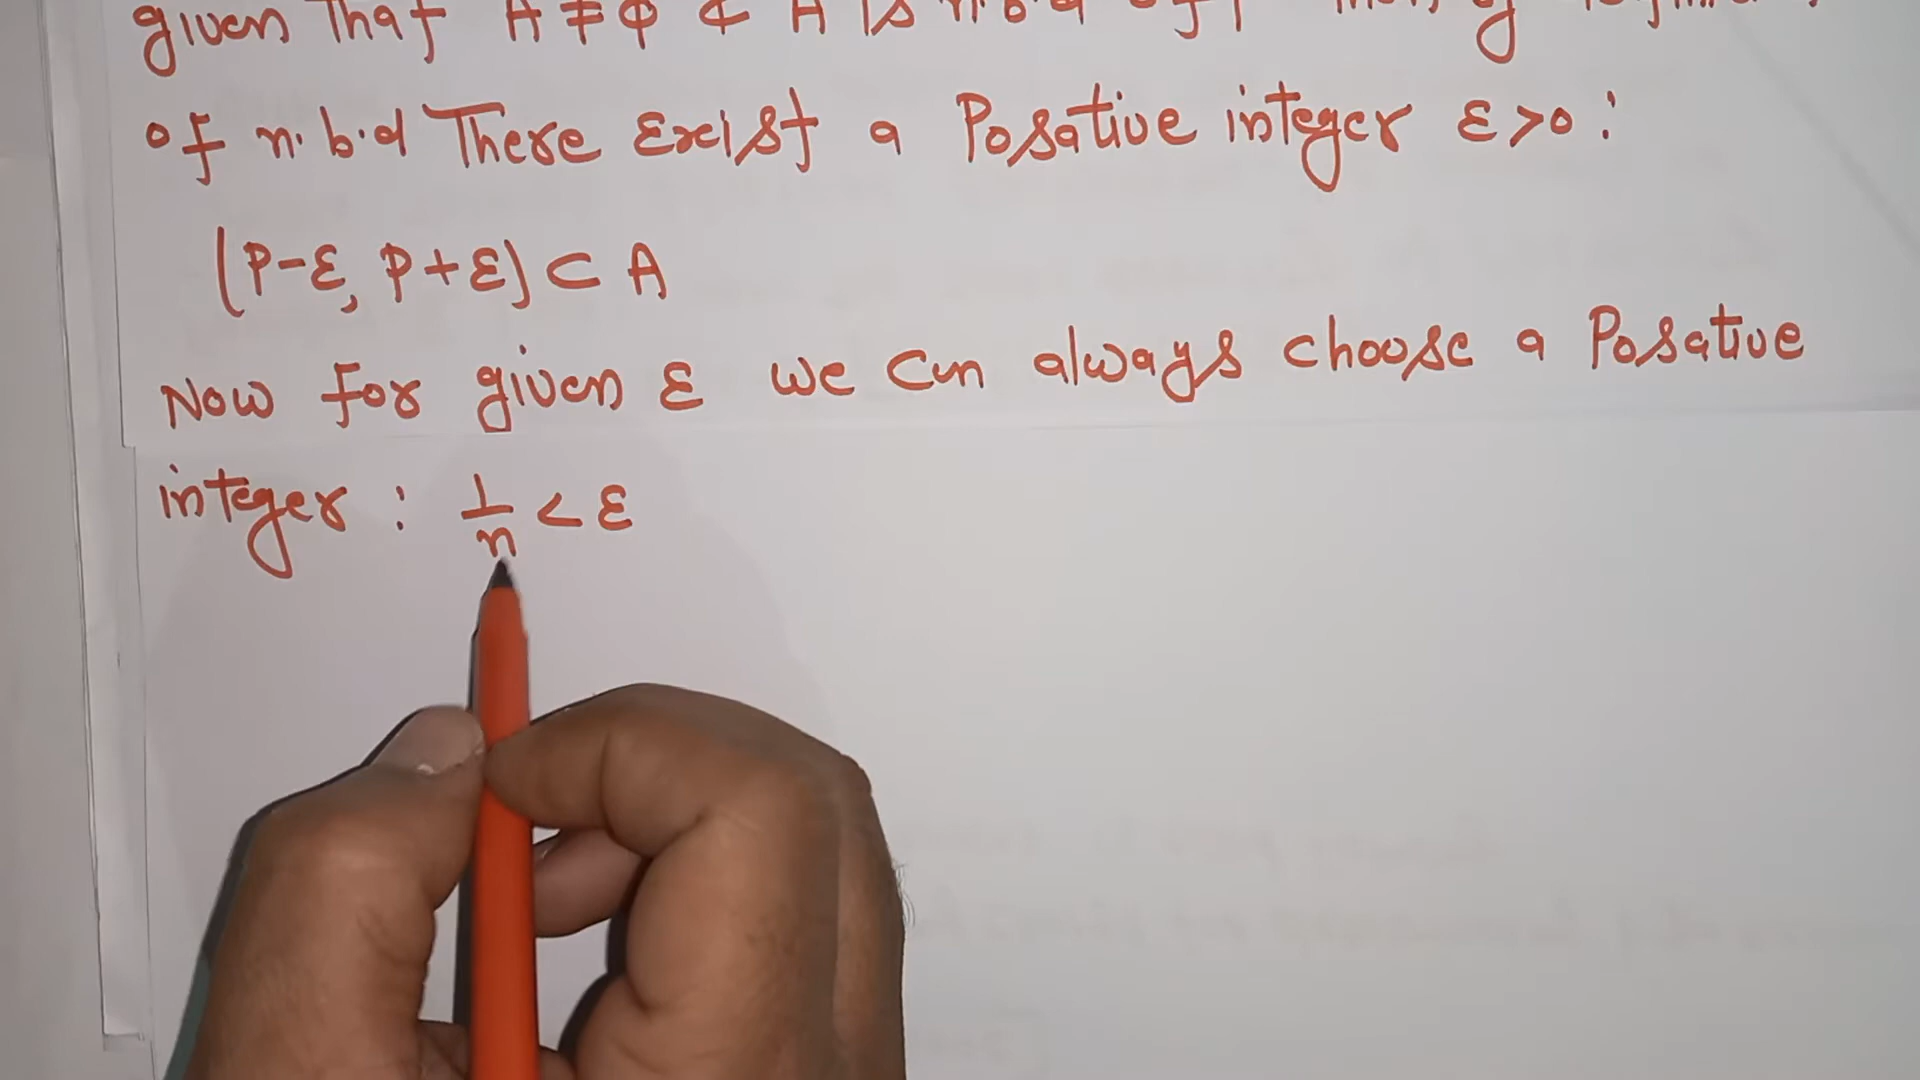 given That A ≠ ϕ & A is n.b.d of P
of n.b.d There Exist a Posative integer ε>0 :
(P-ε, P+ε) ⊂ A
Now For given ε we Can always choose a Posative
integer : 1/n < ε